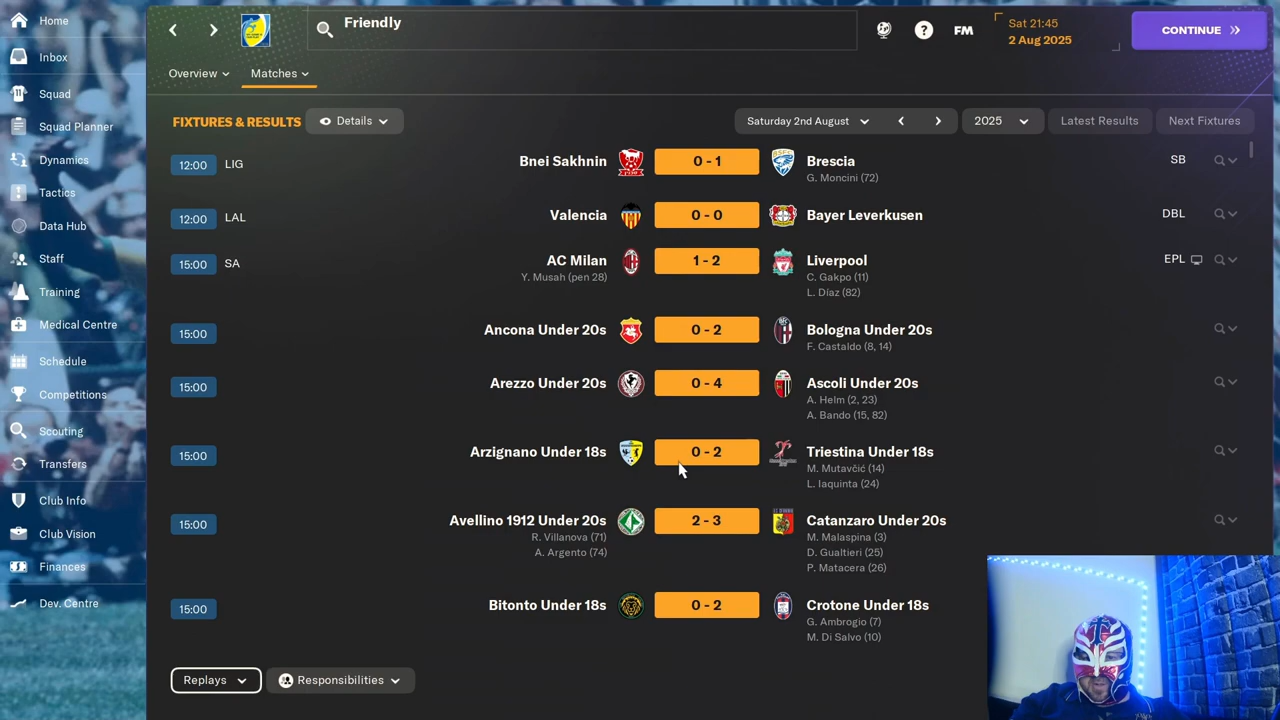 Home
Inbox
Squad
Squad Planner
Dynamics
Tactics
Data Hub
Staff
Training
Medical Centre
Schedule
Competitions
Scouting
Transfers
Club Info
Club Vision
Finances
Dev. Centre
Friendly
?
FM
Sat 21:45
2 Aug 2025
CONTINUE
Overview
Matches
FIXTURES & RESULTS
Details
Saturday 2nd August
2025
Latest Results
Next Fixtures
12:00 LIG Bnei Sakhnin 0 - 1 Brescia SB
G. Moncini (72)
12:00 LAL Valencia 0 - 0 Bayer Leverkusen DBL
15:00 SA AC Milan 1 - 2 Liverpool EPL
Y. Musah (pen 28) C. Gakpo (11)
L. Díaz (82)
15:00 Ancona Under 20s 0 - 2 Bologna Under 20s
F. Castaldo (8, 14)
15:00 Arezzo Under 20s 0 - 4 Ascoli Under 20s
A. Helm (2, 23)
A. Bando (15, 82)
15:00 Arzignano Under 18s 0 - 2 Triestina Under 18s
M. Mutavčić (14)
L. Iaquinta (24)
15:00 Avellino 1912 Under 20s 2 - 3 Catanzaro Under 20s
R. Villanova (71) M. Malaspina (3)
A. Argento (74) D. Gualtieri (25)
P. Matacera (26)
15:00 Bitonto Under 18s 0 - 2 Crotone Under 18s
G. Ambrogio (7)
M. Di Salvo (10)
Replays
Responsibilities